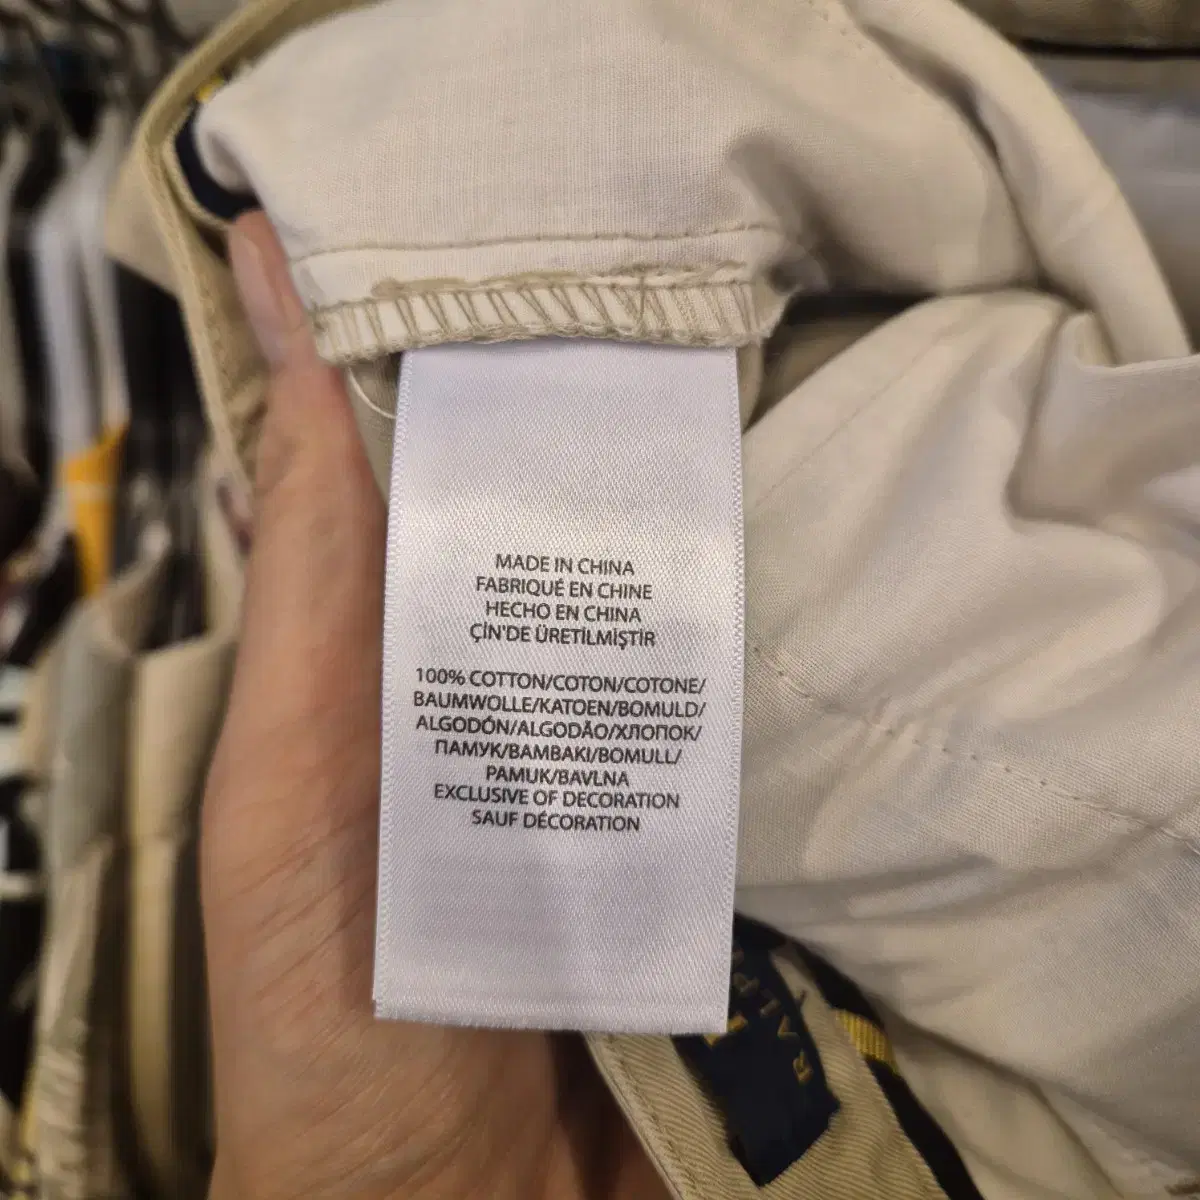 MADE IN CHINA
FABRIQUÉ EN CHINE
HECHO EN CHINA
ÇİN'DE ÜRETİLMİŞTİR
100% COTTON/COTON/COTONE/
BAUMWOLLE/KATOEN/BOMULD/
ALGODÓN/ALGODÃO/ХЛОПОК/
ПАМУК/BAMBAKI/BOMULL/
PAMUK/BAVLNA
EXCLUSIVE OF DECORATION
SAUF DÉCORATION
RALP